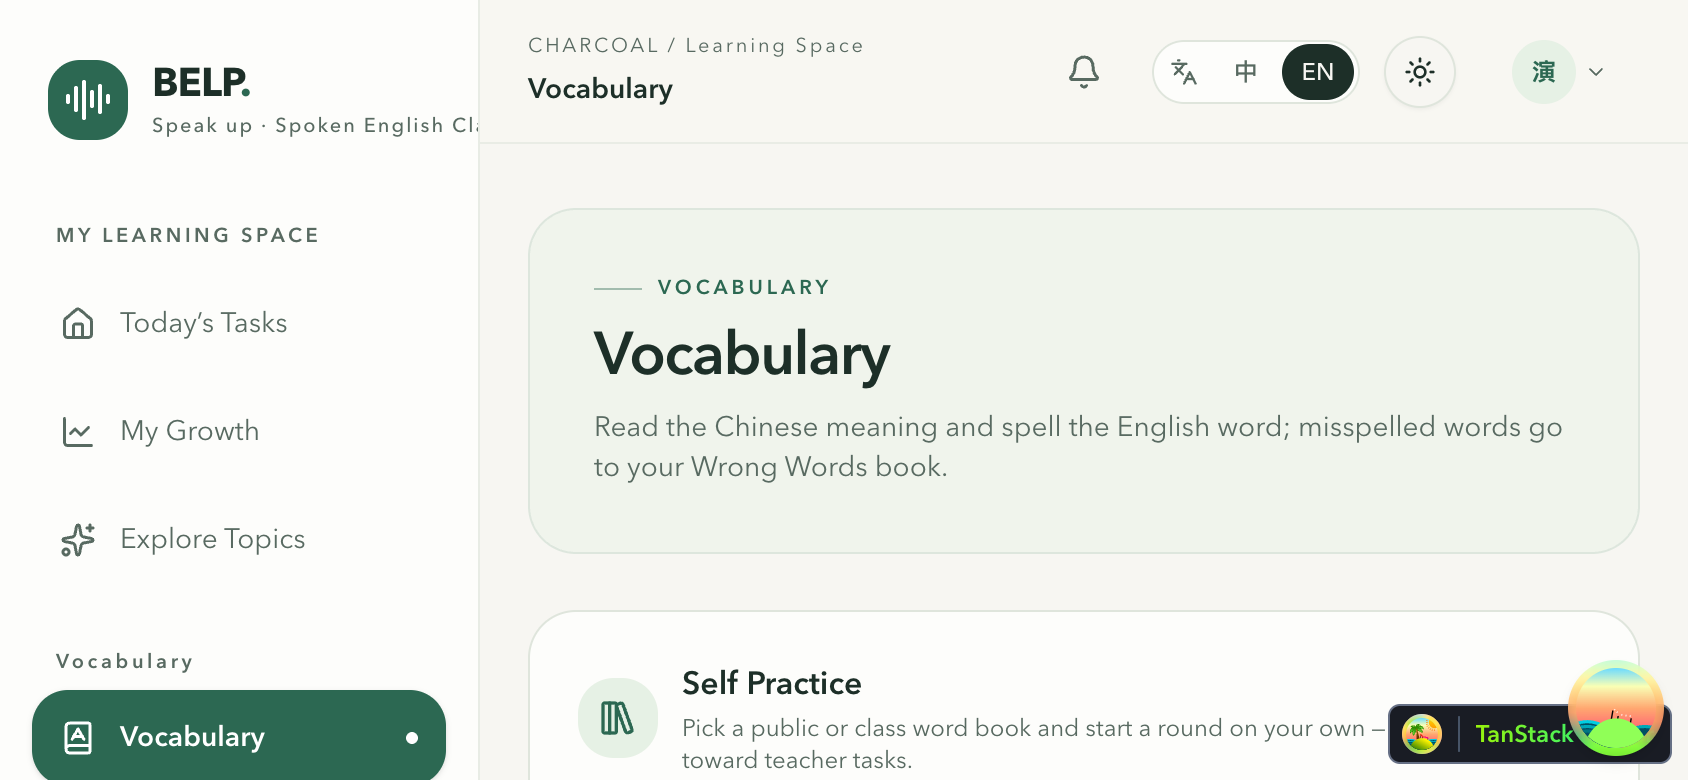 BELP.
Speak up · Spoken English
MY LEARNING SPACE
Today's Tasks
My Growth
Explore Topics
Vocabulary
Vocabulary
CHARCOAL / Learning Space
Vocabulary
中
EN
演
VOCABULARY
Vocabulary
Read the Chinese meaning and spell the English word; misspelled words go
to your Wrong Words book.
Self Practice
Pick a public or class word book and start a round on your own —
toward teacher tasks.
TanStack